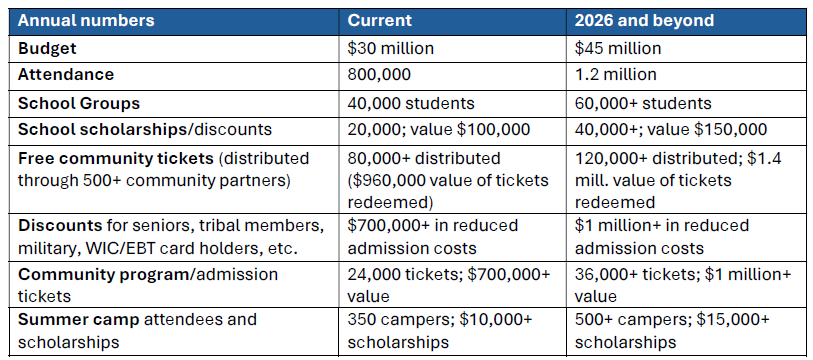 Annual numbers Current 2026 and beyond
Budget $30 million $45 million
Attendance 800,000 1.2 million
School Groups 40,000 students 60,000+ students
School scholarships/discounts 20,000; value $100,000 40,000+; value $150,000
Free community tickets (distributed 80,000+ distributed 120,000+ distributed; $1.4
through 500+ community partners) ($960,000 value of tickets mill. value of tickets
redeemed) redeemed
Discounts for seniors, tribal members, $700,000+ in reduced $1 million+ in reduced
military, WIC/EBT card holders, etc. admission costs admission costs
Community program/admission 24,000 tickets; $700,000+ 36,000+ tickets; $1 million+
tickets value value
Summer camp attendees and 350 campers; $10,000+ 500+ campers; $15,000+
scholarships scholarships scholarships